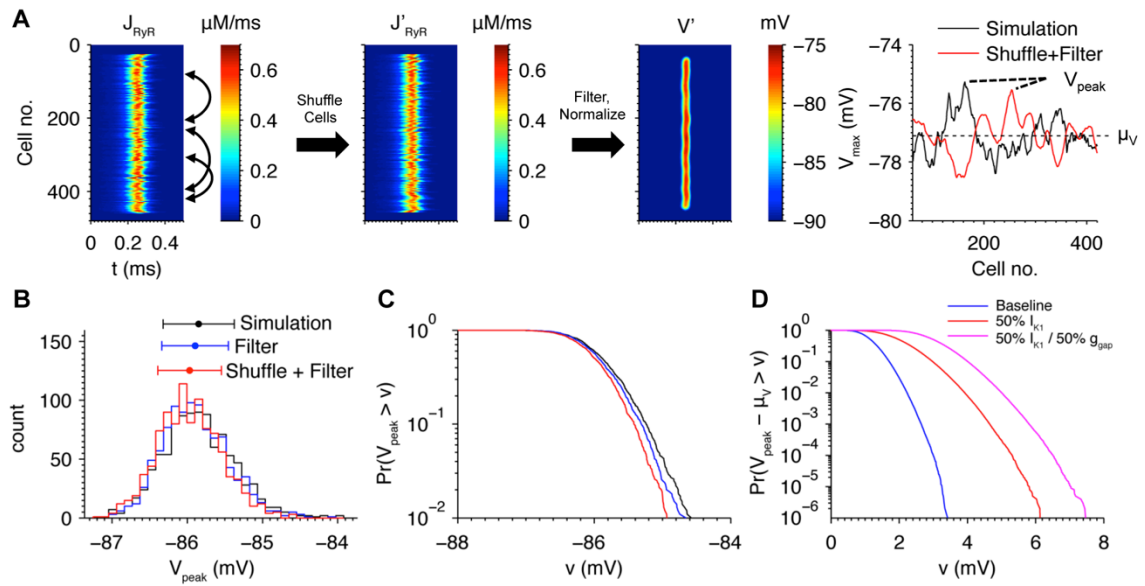 A
J_RyR
μM/ms
J'_RyR
μM/ms
V'
mV
Simulation
Shuffle+Filter
Cell no.
0
200
400
0 0.2 0.4
t (ms)
0.6
0.4
0.2
0
Shuffle
Cells
0.6
0.4
0.2
0
Filter,
Normalize
−75
−80
−85
−90
V_max (mV)
−74
−76
−78
−80
V_peak
μ_V
200 400
Cell no.
B
Simulation
Filter
Shuffle + Filter
count
150
100
50
0
−87 −86 −85 −84
V_peak (mV)
C
Pr(V_peak > v)
10^0
10^−1
10^−2
−88 −86 −84
v (mV)
D
Baseline
50% I_K1
50% I_K1 / 50% g_gap
Pr(V_peak − μ_V > v)
10^0
10^−1
10^−2
10^−3
10^−4
10^−5
10^−6
0 2 4 6 8
v (mV)